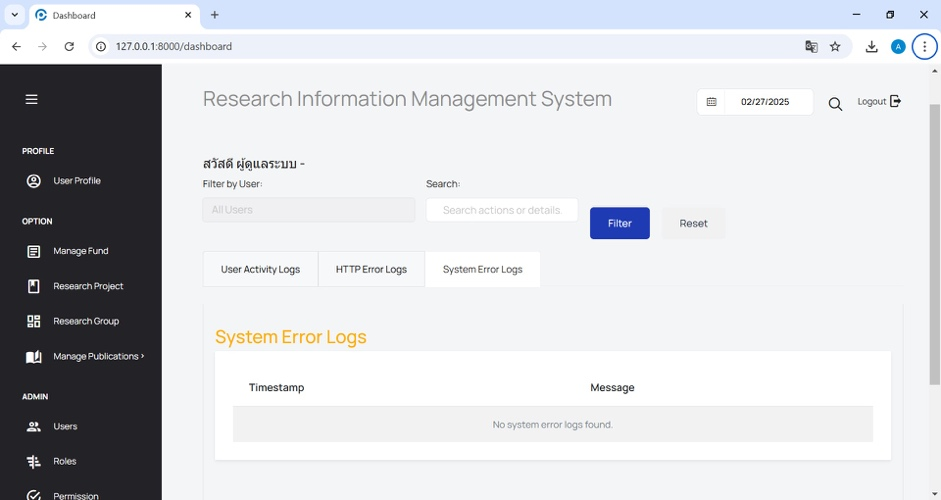 Dashboard
127.0.0.1:8000/dashboard
A
Research Information Management System
02/27/2025
Logout
PROFILE
User Profile
OPTION
Manage Fund
Research Project
Research Group
Manage Publications ›
ADMIN
Users
Roles
Permission
สวัสดี ผู้ดูแลระบบ -
Filter by User:
Search:
All Users
Search actions or details.
Filter
Reset
User Activity Logs
HTTP Error Logs
System Error Logs
System Error Logs
Timestamp
Message
No system error logs found.